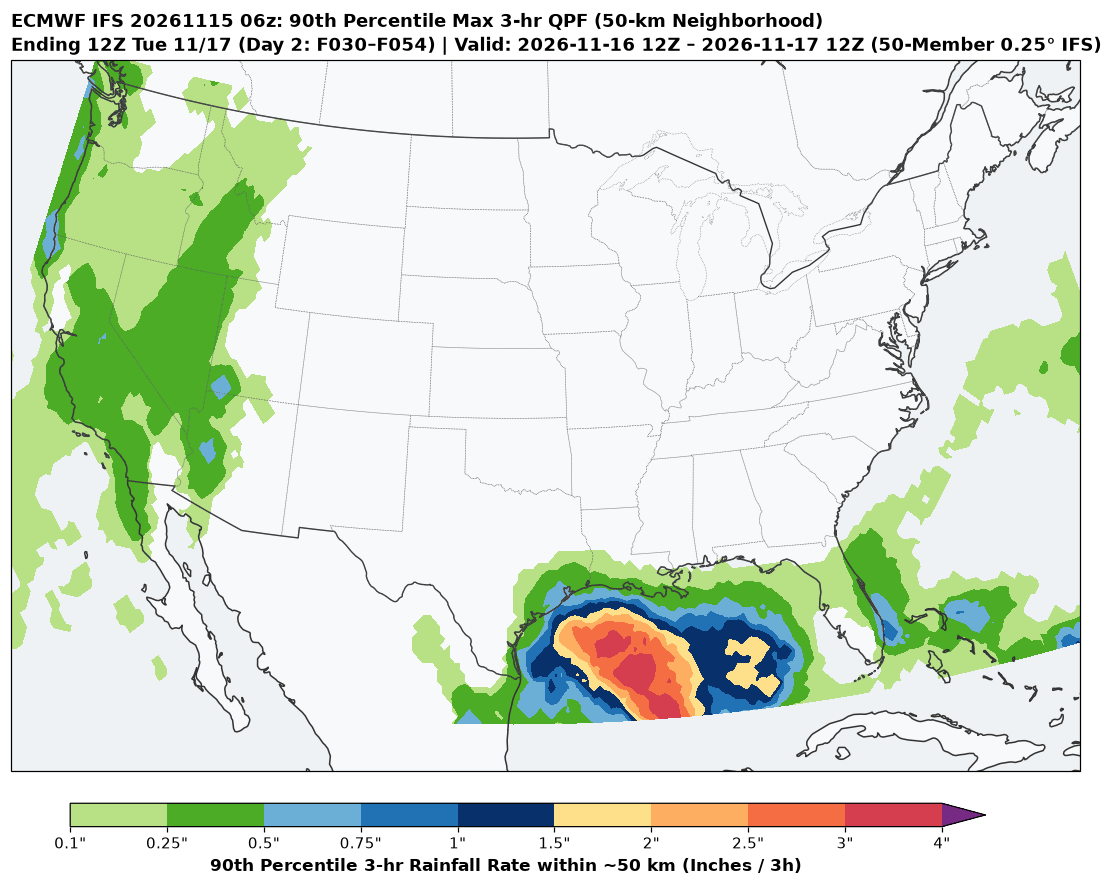 ECMWF IFS 20261115 06z: 90th Percentile Max 3-hr QPF (50-km Neighborhood)
Ending 12Z Tue 11/17 (Day 2: F030–F054) | Valid: 2026-11-16 12Z – 2026-11-17 12Z (50-Member 0.25° IFS)
0.1" 0.25" 0.5" 0.75" 1" 1.5" 2" 2.5" 3" 4"
90th Percentile 3-hr Rainfall Rate within ~50 km (Inches / 3h)